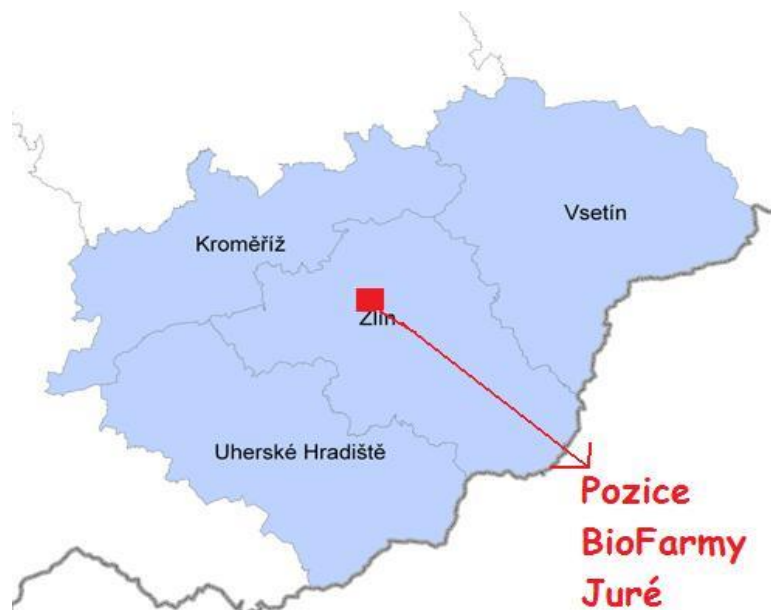 Vsetín
Kroměříž
Zlín
Uherské Hradiště
Pozice
BioFarmy
Juré